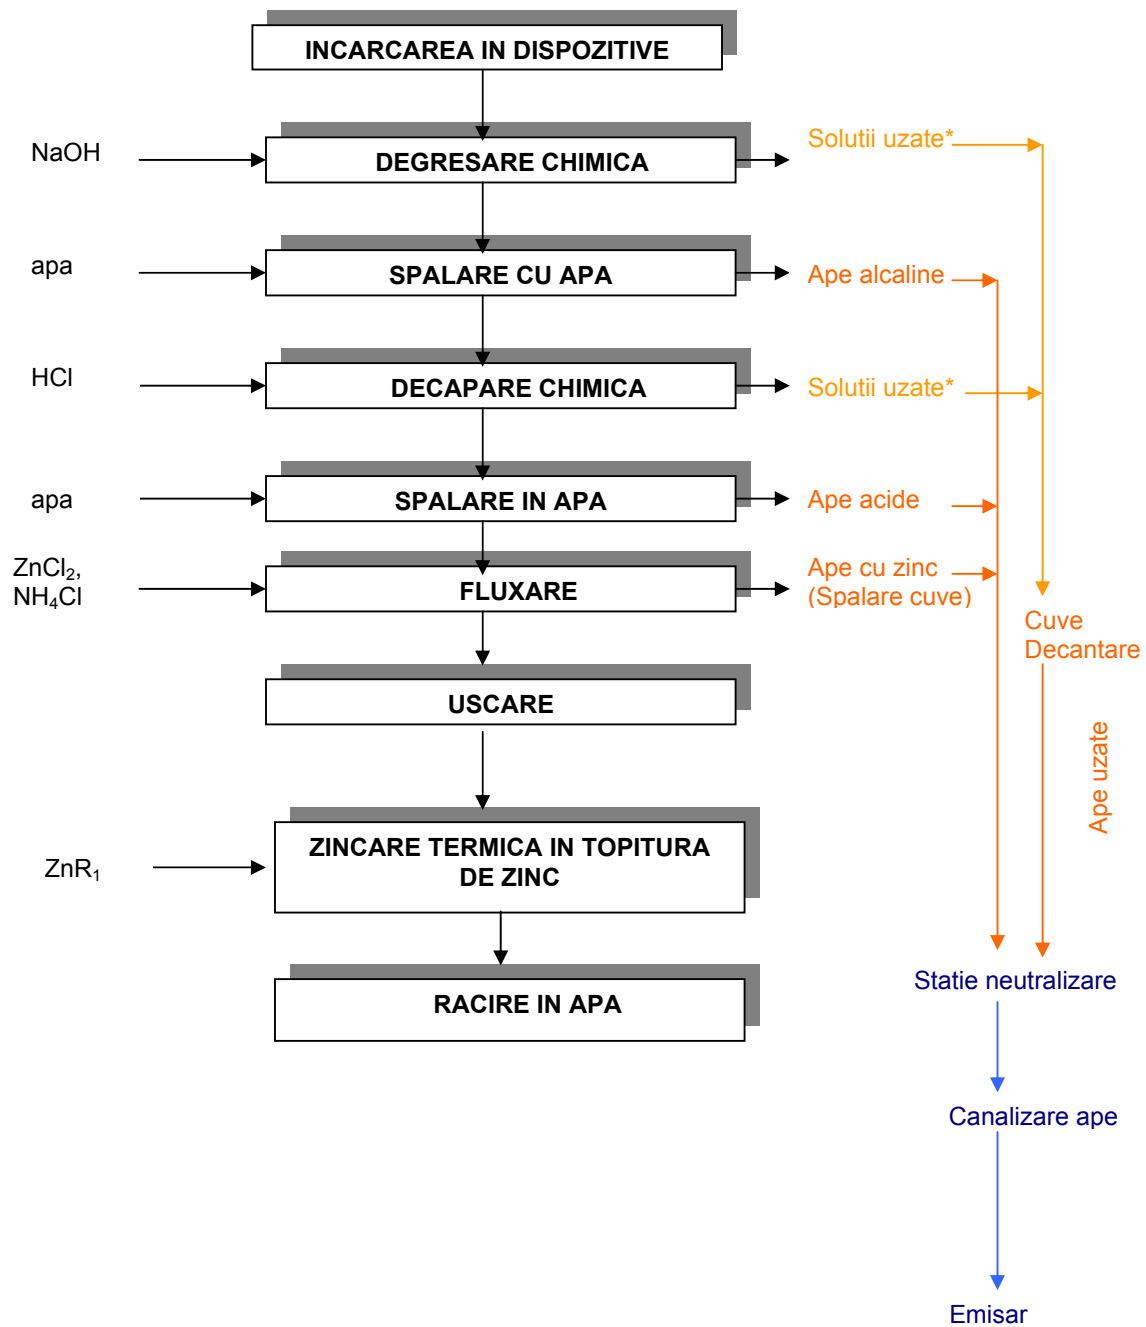 INCARCAREA IN DISPOZITIVE
NaOH
DEGRESARE CHIMICA
Solutii uzate*
apa
SPALARE CU APA
Ape alcaline
HCl
DECAPARE CHIMICA
Solutii uzate*
apa
SPALARE IN APA
Ape acide
ZnCl₂,
NH₄Cl
FLUXARE
Ape cu zinc
(Spalare cuve)
Cuve
Decantare
USCARE
Ape uzate
ZINCARE TERMICA IN TOPITURA
DE ZINC
ZnR₁
RACIRE IN APA
Statie neutralizare
Canalizare ape
Emisar